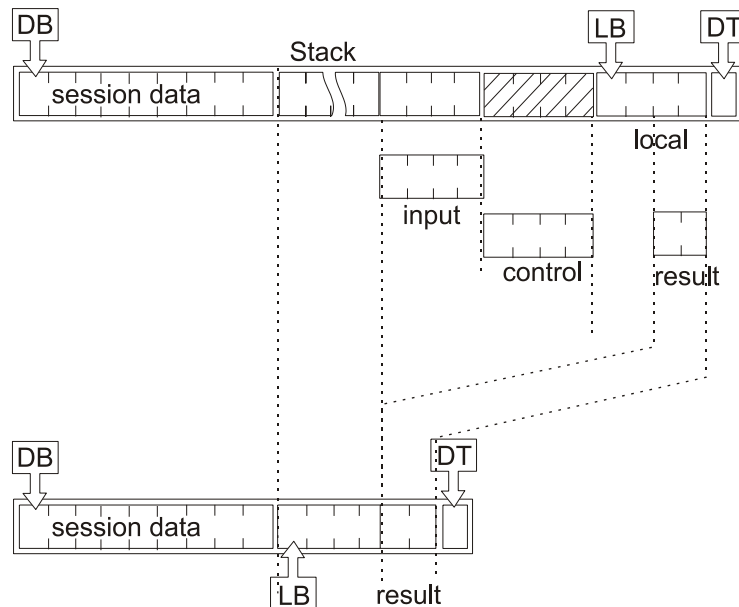 DB LB DT
Stack
session data
local
input
control result
DB DT
session data
LB result